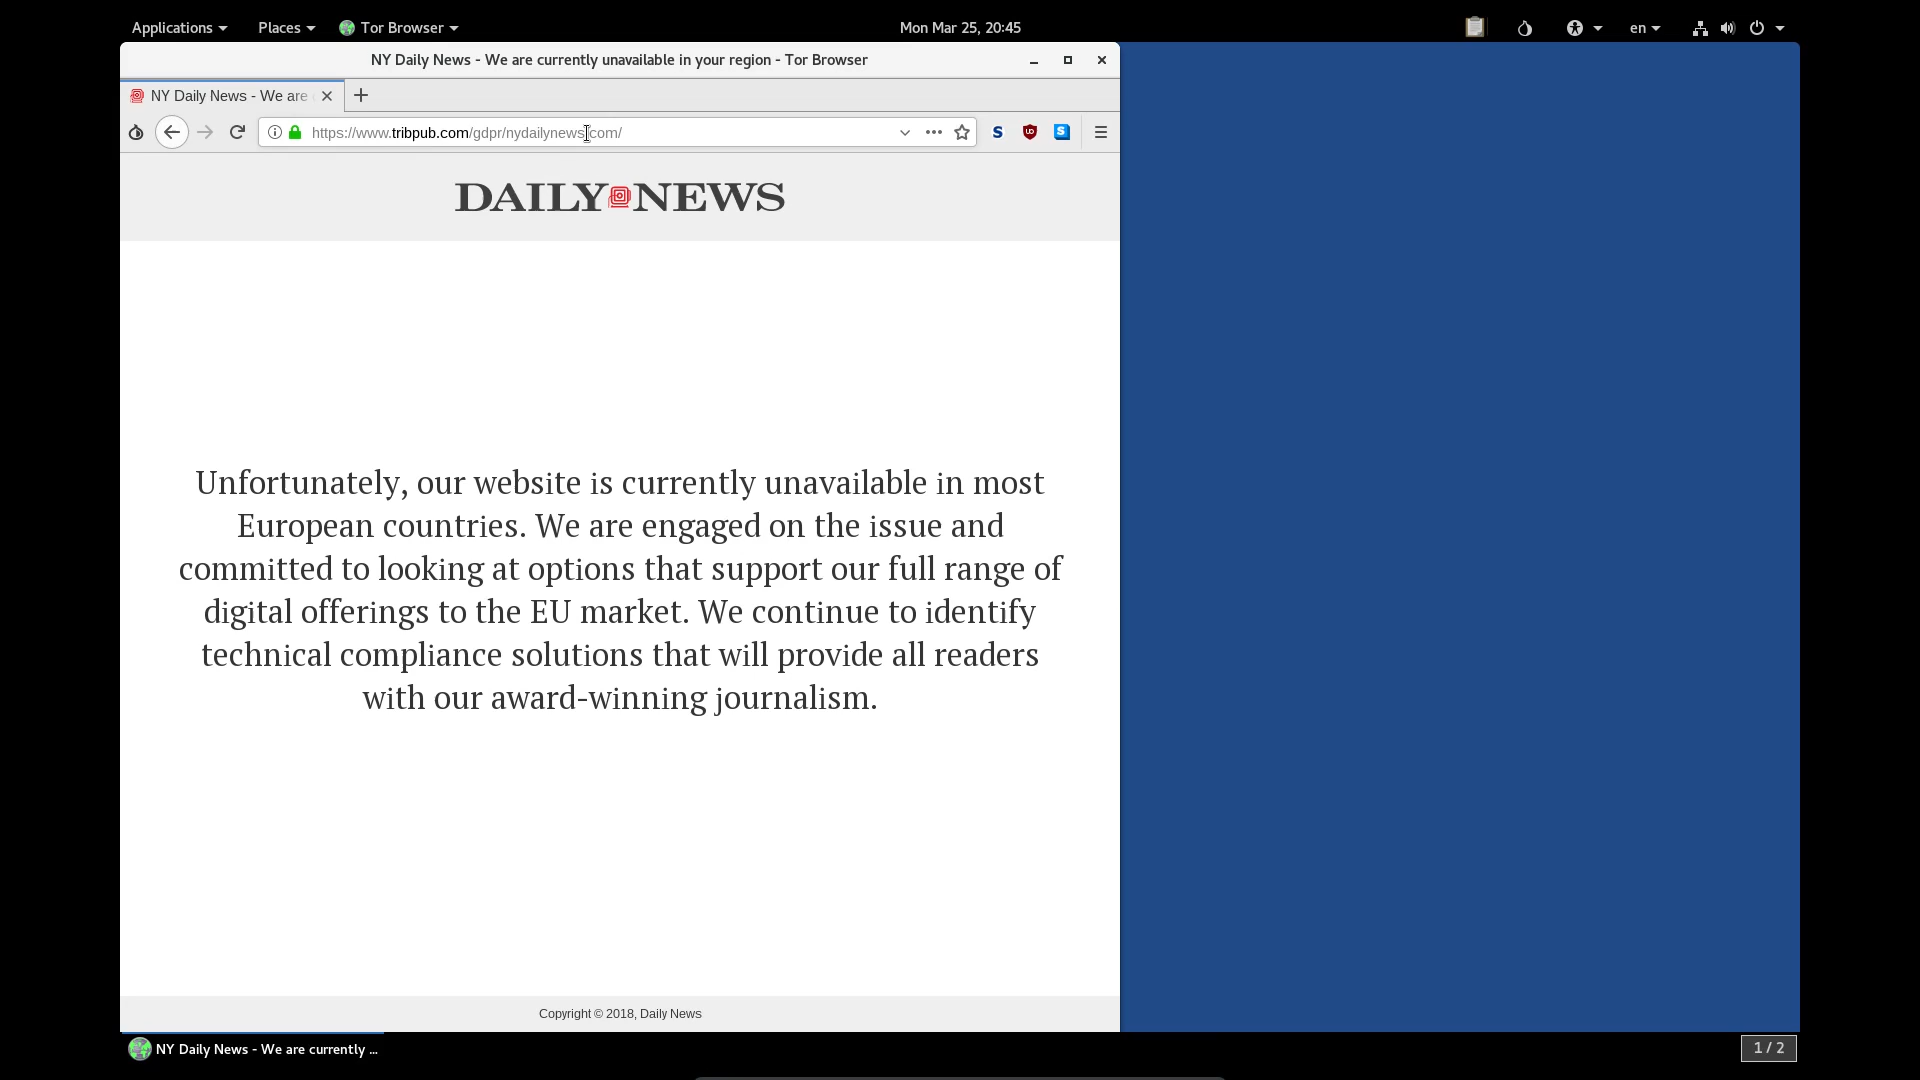 Applications Places Tor Browser Mon Mar 25, 20:45 en
NY Daily News - We are currently unavailable in your region - Tor Browser
NY Daily News - We are
https://www.tribpub.com/gdpr/nydailynews.com/
DAILY NEWS
Unfortunately, our website is currently unavailable in most
European countries. We are engaged on the issue and
committed to looking at options that support our full range of
digital offerings to the EU market. We continue to identify
technical compliance solutions that will provide all readers
with our award-winning journalism.
Copyright © 2018, Daily News
NY Daily News - We are currently ...
1 / 2